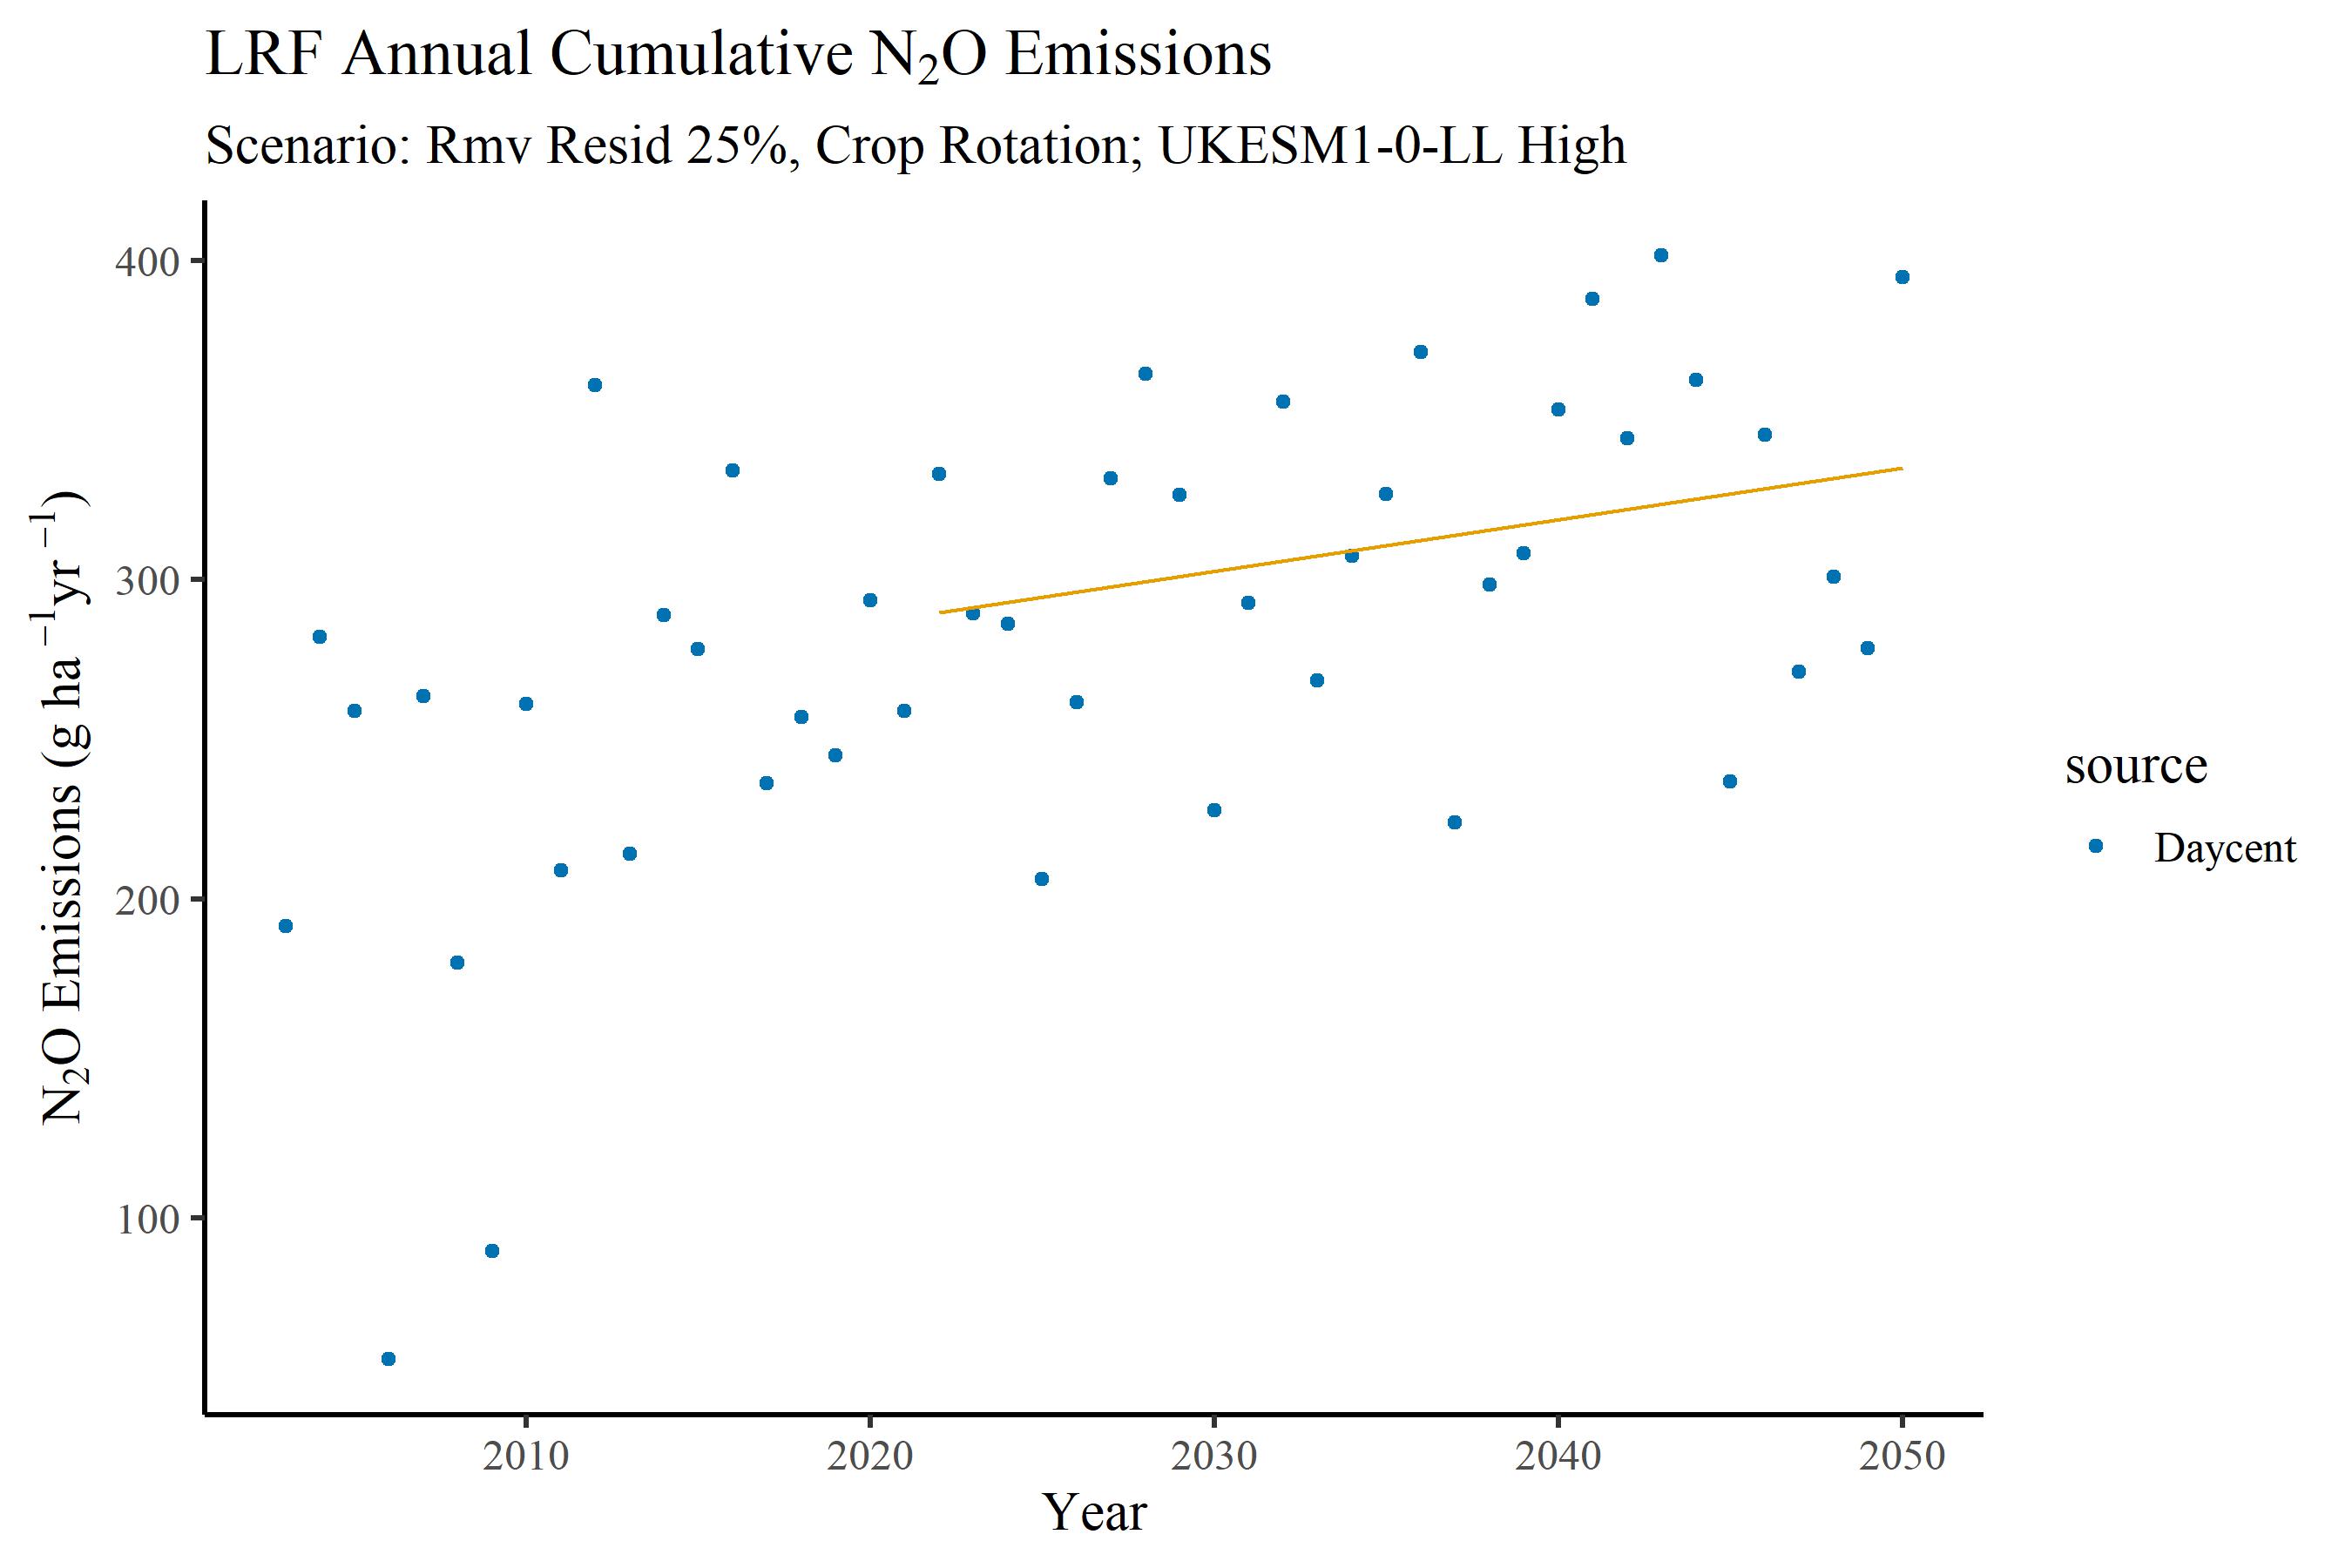 LRF Annual Cumulative N₂O Emissions
Scenario: Rmv Resid 25%, Crop Rotation; UKESM1-0-LL High
N₂O Emissions (g ha ⁻¹yr ⁻¹)
400
300
200
100
2010
2020
2030
2040
2050
Year
source
Daycent